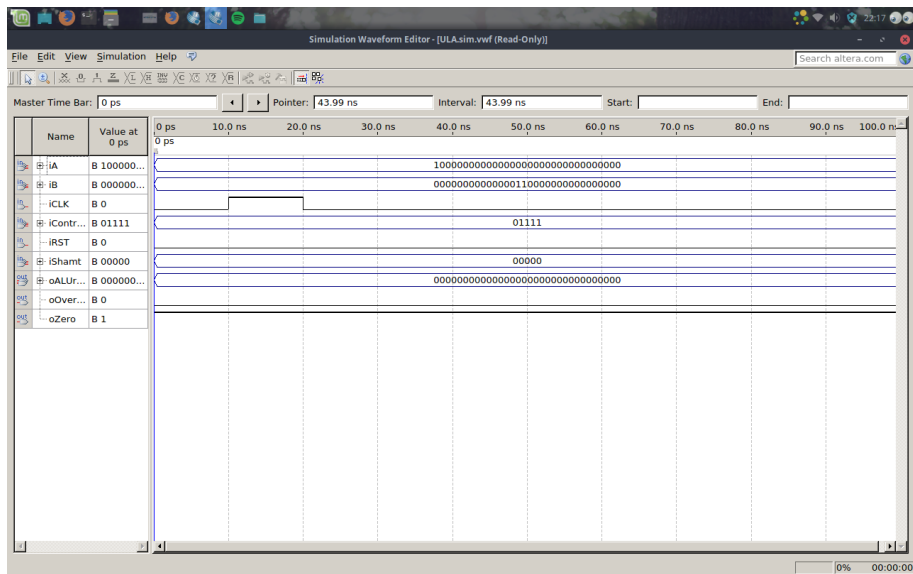 22:17
Simulation Waveform Editor - [ULA.sim.vwf (Read-Only)]
File Edit View Simulation Help
Search altera.com
Master Time Bar: 0 ps Pointer: 43.99 ns Interval: 43.99 ns Start: End:
Name Value at 0 ps
0 ps 10.0 ns 20.0 ns 30.0 ns 40.0 ns 50.0 ns 60.0 ns 70.0 ns 80.0 ns 90.0 ns 100.0 ns
0 ps
iA B 100000... 10000000000000000000000000000000
iB B 000000... 00000000000000110000000000000000
iCLK B 0
iContr... B 01111 01111
iRST B 0
iShamt B 00000 00000
oALUr... B 000000... 00000000000000000000000000000000
oOver... B 0
oZero B 1
0% 00:00:00